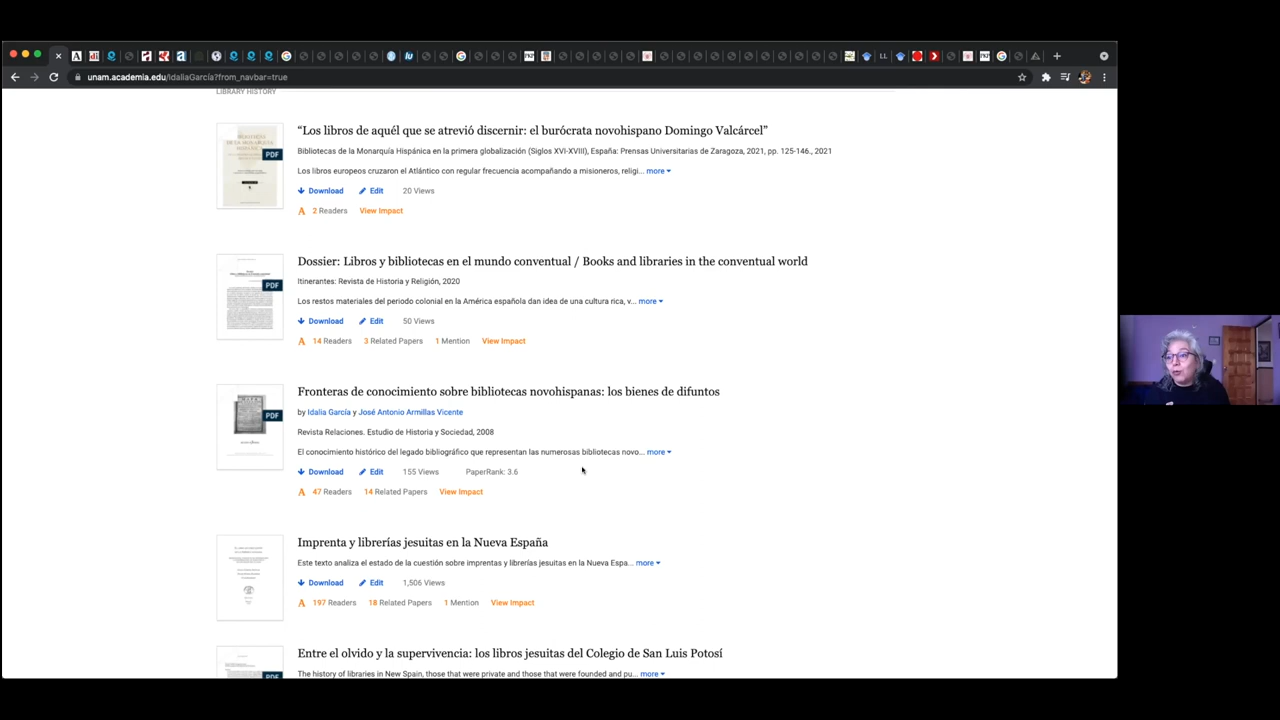 unam.academia.edu/IdaliaGarcía?from_navbar=true
LIBRARY HISTORY
“Los libros de aquél que se atrevió discernir: el burócrata novohispano Domingo Valcárcel”
Bibliotecas de la Monarquía Hispánica en la primera globalización (Siglos XVI-XVIII), España: Prensas Universitarias de Zaragoza, 2021, pp. 125-146., 2021
PDF
Los libros europeos cruzaron el Atlántico con regular frecuencia acompañando a misioneros, religi... more
Download Edit 20 Views
2 Readers View Impact
Dossier: Libros y bibliotecas en el mundo conventual / Books and libraries in the conventual world
Itinerantes: Revista de Historia y Religión, 2020
PDF
Los restos materiales del periodo colonial en la América española dan idea de una cultura rica, v... more
Download Edit 50 Views
14 Readers 3 Related Papers 1 Mention View Impact
Fronteras de conocimiento sobre bibliotecas novohispanas: los bienes de difuntos
by Idalia García y José Antonio Armillas Vicente
PDF
Revista Relaciones. Estudio de Historia y Sociedad, 2008
El conocimiento histórico del legado bibliográfico que representan las numerosas bibliotecas novo... more
Download Edit 155 Views PaperRank: 3.6
47 Readers 14 Related Papers View Impact
Imprenta y librerías jesuitas en la Nueva España
Este texto analiza el estado de la cuestión sobre imprentas y librerías jesuitas en la Nueva Espa... more
Download Edit 1,506 Views
197 Readers 18 Related Papers 1 Mention View Impact
Entre el olvido y la supervivencia: los libros jesuitas del Colegio de San Luis Potosí
The history of libraries in New Spain, those that were private and those that were founded and pu... more
PDF